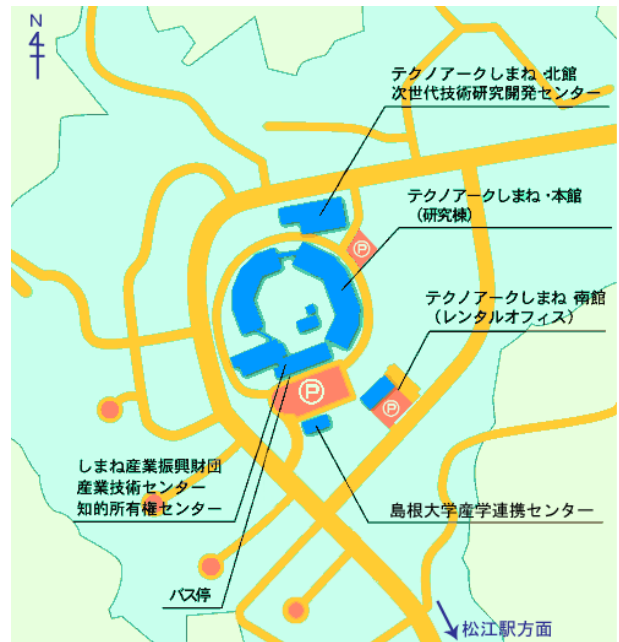 N
テクノアークしまね・北館
次世代技術研究開発センター
テクノアークしまね・本館
(研究棟)
P
テクノアークしまね 南館
(レンタルオフィス)
P
P
しまね産業振興財団
産業技術センター
知的所有権センター
島根大学産学連携センター
バス停
松江駅方面